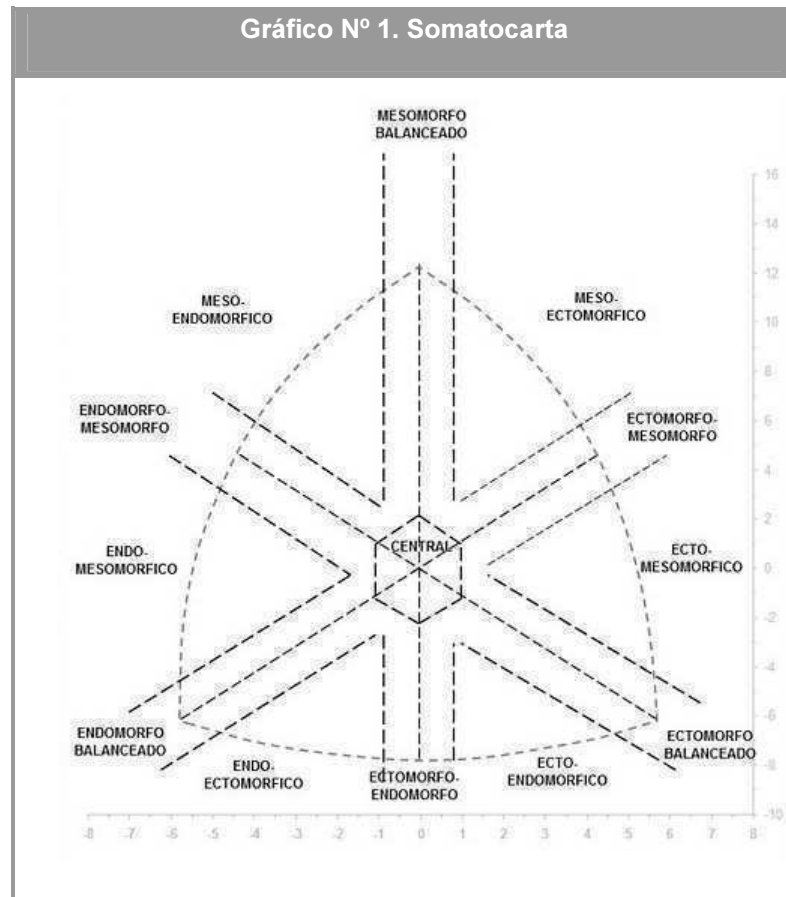 Gráfico Nº 1. Somatocarta
MESOMORFO
BALANCEADO
16
14
12
MESO-
ENDOMORFICO
MESO-
ECTOMORFICO
10
8
ENDOMORFO-
MESOMORFO
ECTOMORFO-
MESOMORFO
6
4
2
CENTRAL
ENDO-
MESOMORFICO
ECTO-
MESOMORFICO
0
-2
-4
-6
ENDOMORFO
BALANCEADO
ECTOMORFO
BALANCEADO
ENDO-
ECTOMORFICO
ECTOMORFO-
ENDOMORFO
ECTO-
ENDOMORFICO
-8
-10
-8 -7 -6 -5 -4 -3 -2 -1 0 1 2 3 4 5 6 7 8